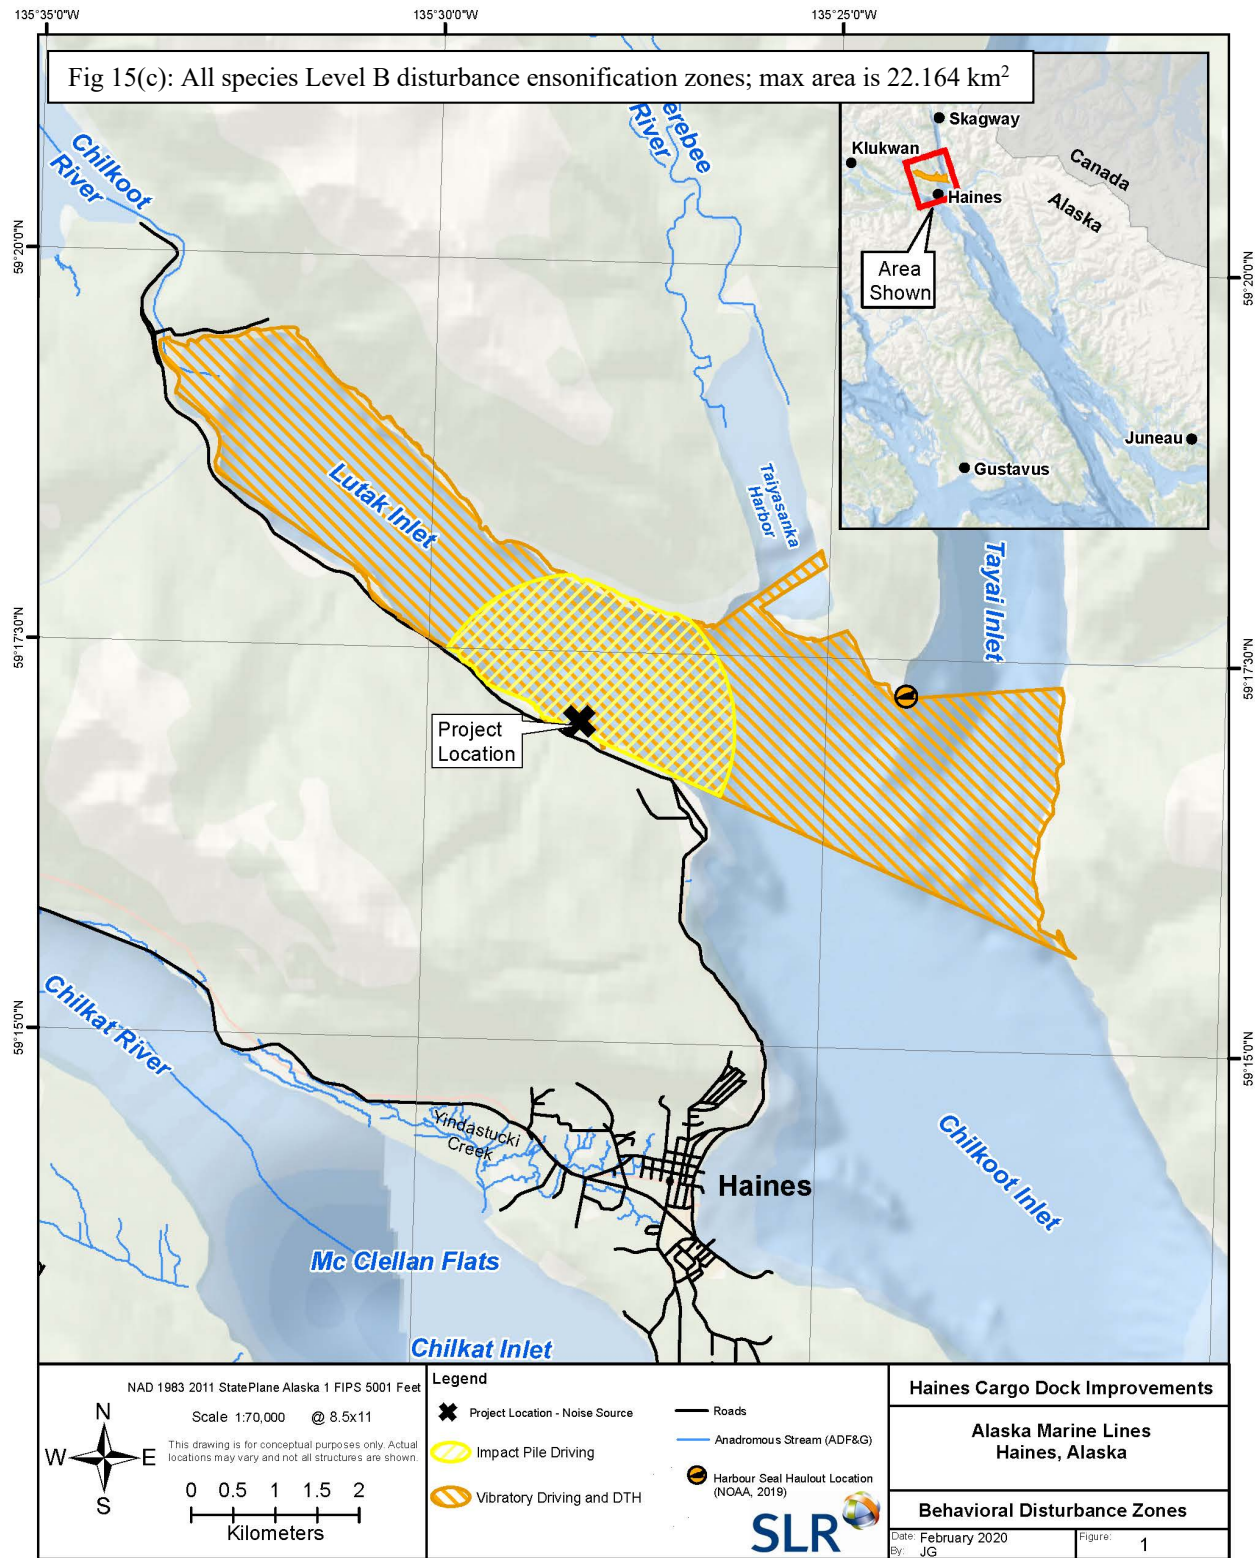 135°35'0"W
135°30'0"W
135°25'0"W
Fig 15(c): All species Level B disturbance ensonification zones; max area is 22.164 km²
Chilkoot
River
erebee
River
Skagway
Klukwan
Canada
Haines
Alaska
Area
Shown
Juneau
Gustavus
59°20'0"N
59°20'0"N
Lutak Inlet
Taiyasanka
Harbor
Tayai Inlet
59°17'30"N
59°17'30"N
Project
Location
59°15'0"N
59°15'0"N
Chilkat River
Yindastucki
Creek
Haines
Chilkoot Inlet
Mc Clellan Flats
Chilkat Inlet
NAD 1983 2011 StatePlane Alaska 1 FIPS 5001 Feet
Scale 1:70,000 @ 8.5x11
This drawing is for conceptual purposes only. Actual
locations may vary and not all structures are shown.
N
W E
S
0 0.5 1 1.5 2
Kilometers
Legend
Project Location - Noise Source
Impact Pile Driving
Vibratory Driving and DTH
Roads
Anadromous Stream (ADF&G)
Harbour Seal Haulout Location
(NOAA, 2019)
SLR
Haines Cargo Dock Improvements
Alaska Marine Lines
Haines, Alaska
Behavioral Disturbance Zones
Date: February 2020
By: JG
Figure: 1